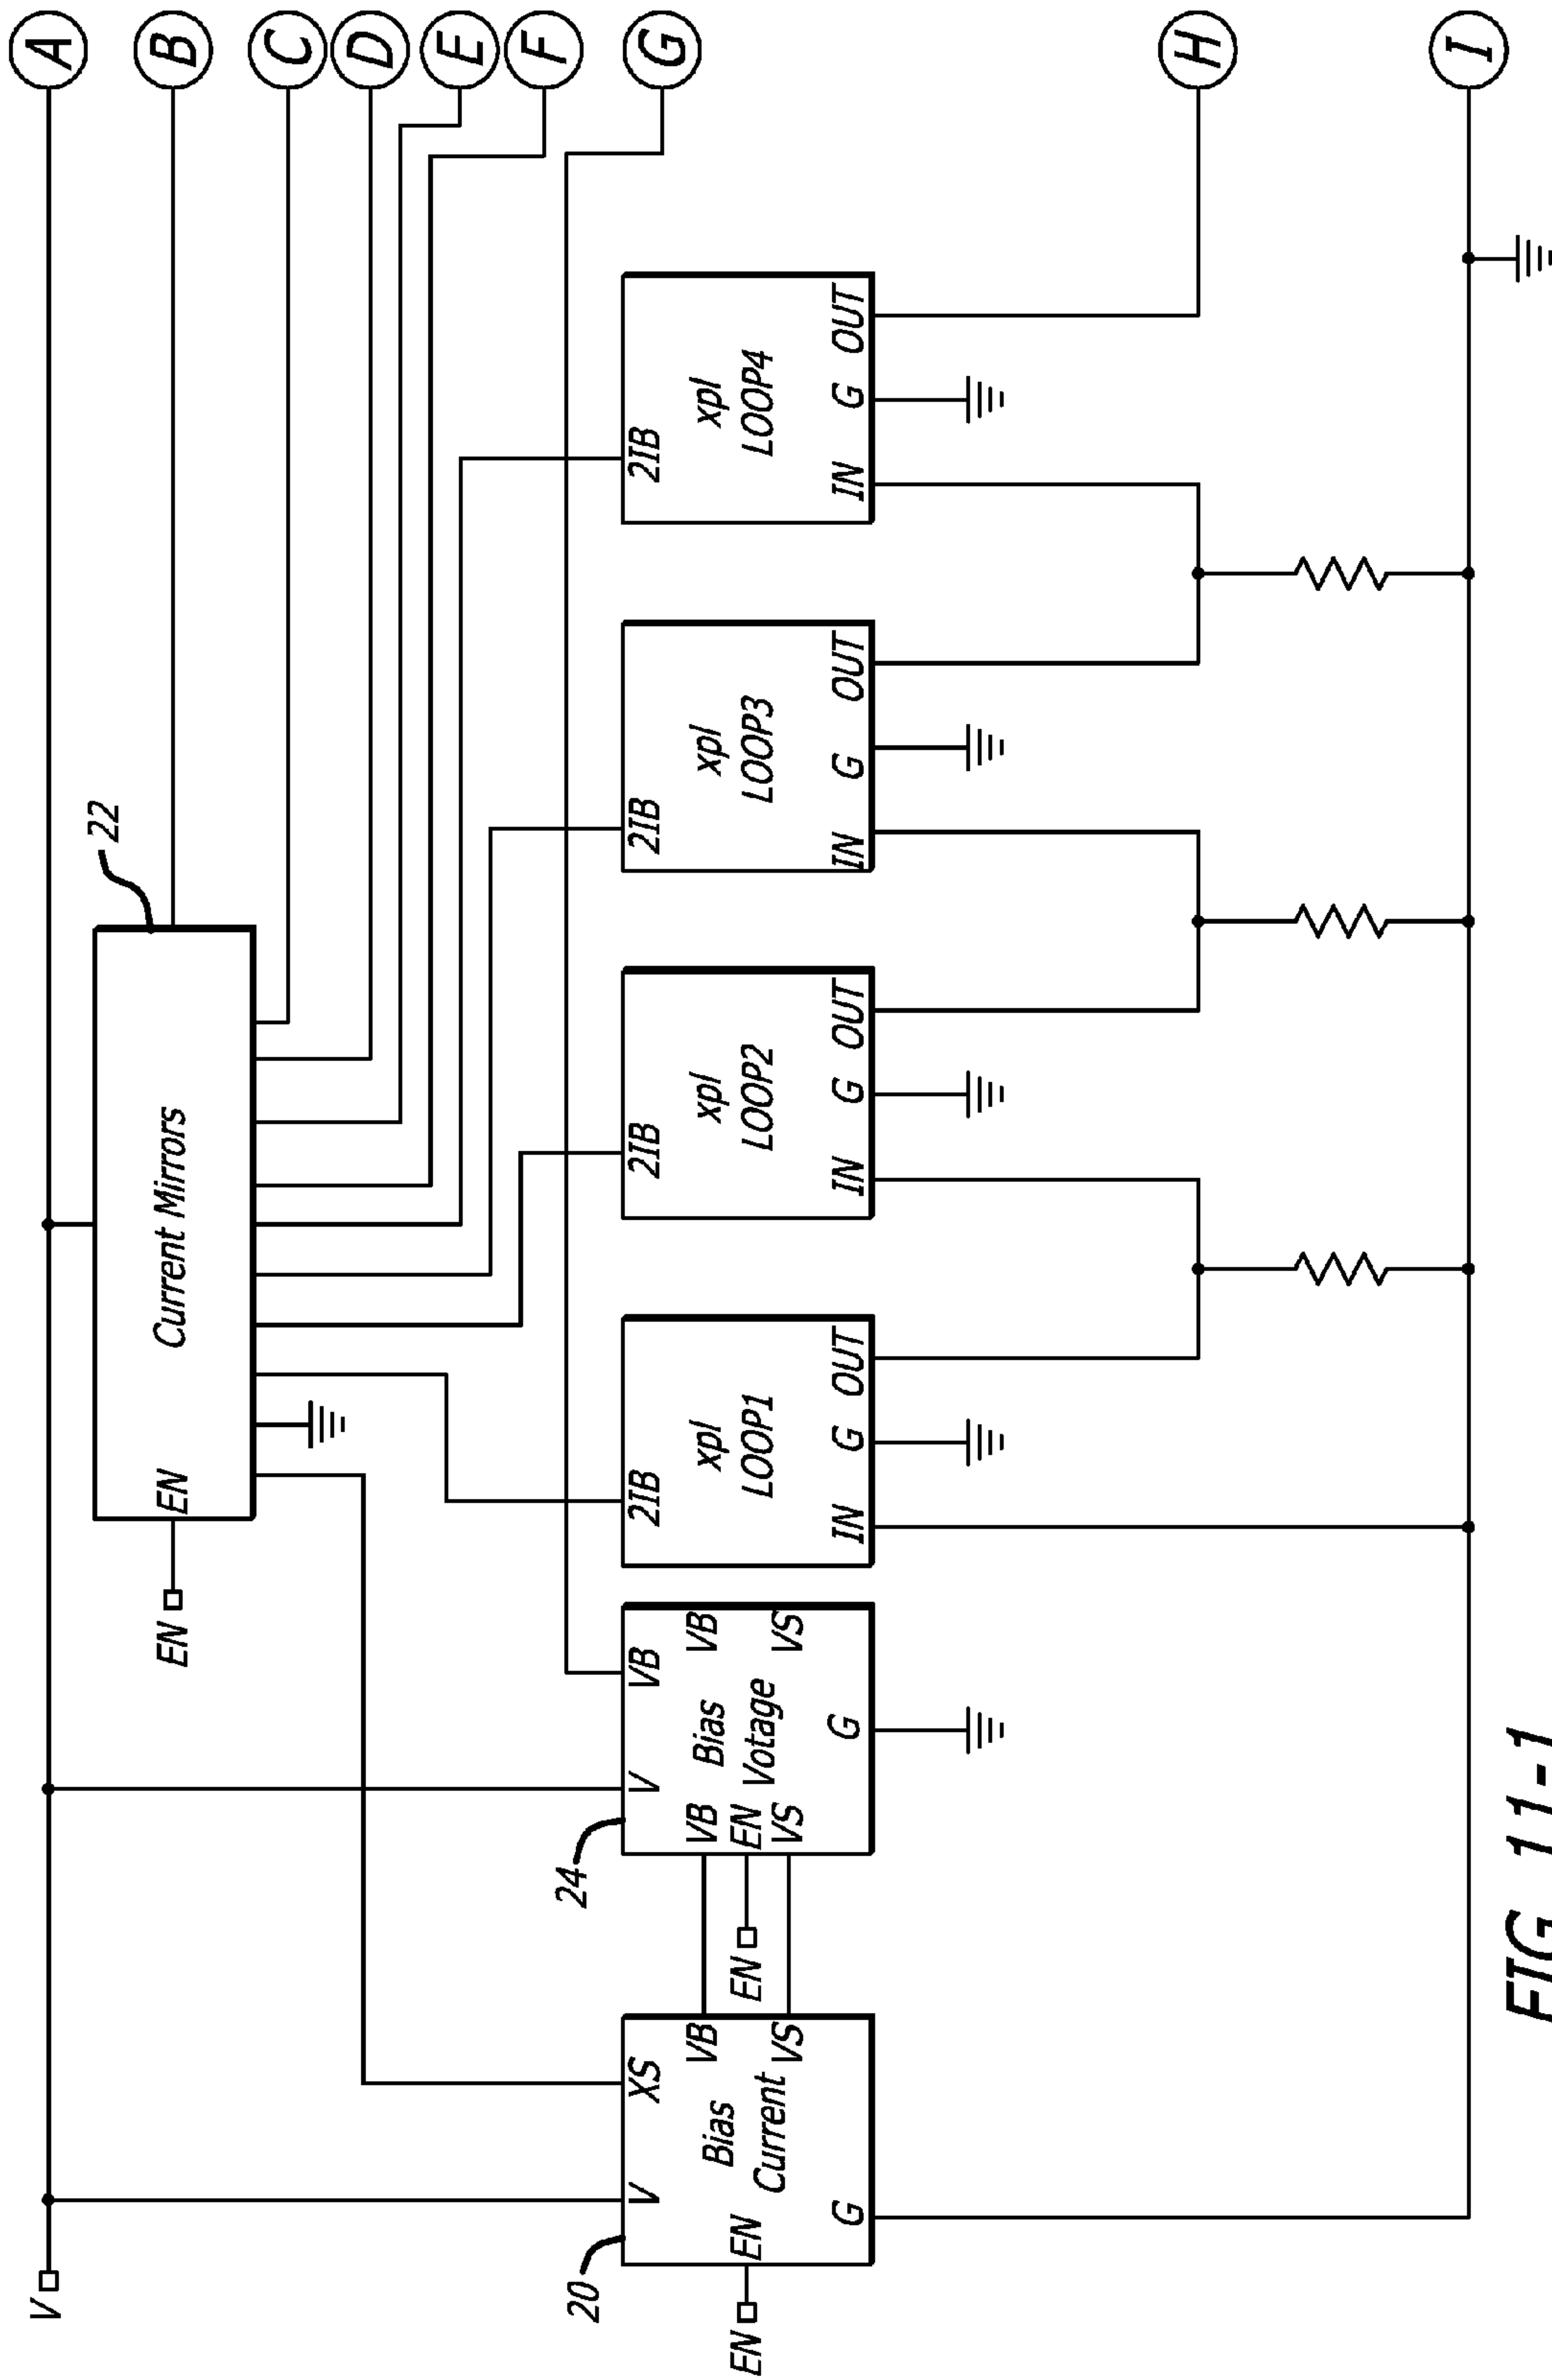 V
A
B
C
D
E
F
G
H
I
22
Current Mirrors
EN
EN
20
V
XS
VB
Bias
EN
EN
Current
VS
G
24
V
VB
VB
Bias
VB
EN
EN
Votage
VS
VS
G
2IB
xpl
LOOP1
IN
G
OUT
2IB
xpl
LOOP2
IN
G
OUT
2IB
xpl
LOOP3
IN
G
OUT
2IB
xpl
LOOP4
IN
G
OUT
FIG 11-1